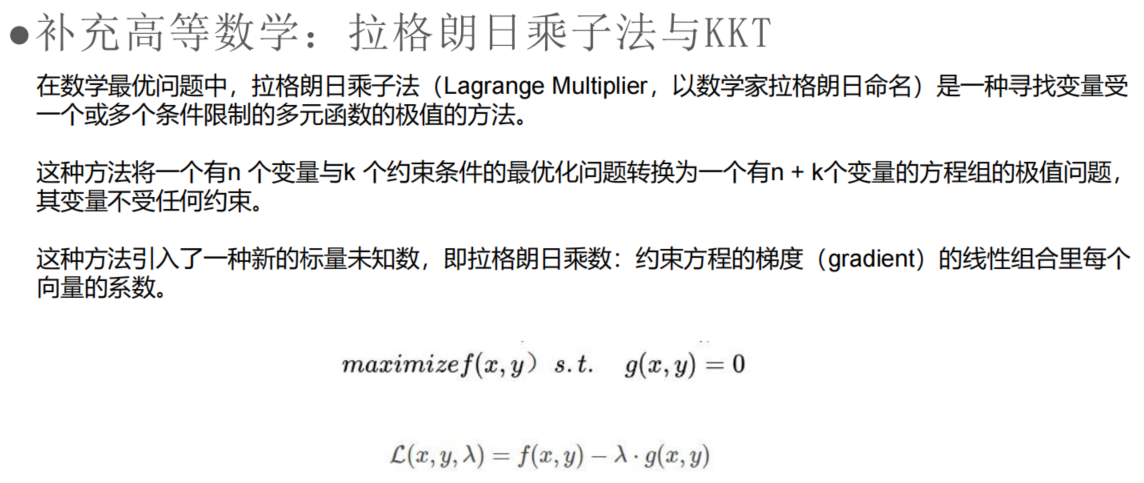 ●补充高等数学：拉格朗日乘子法与KKT
在数学最优问题中，拉格朗日乘子法（Lagrange Multiplier，以数学家拉格朗日命名）是一种寻找变量受
一个或多个条件限制的多元函数的极值的方法。
这种方法将一个有n 个变量与k 个约束条件的最优化问题转换为一个有n + k个变量的方程组的极值问题，
其变量不受任何约束。
这种方法引入了一种新的标量未知数，即拉格朗日乘数：约束方程的梯度（gradient）的线性组合里每个
向量的系数。
maximizef(x,y） s.t. g(x,y) = 0
ℒ(x,y,λ) = f(x,y) − λ · g(x,y)